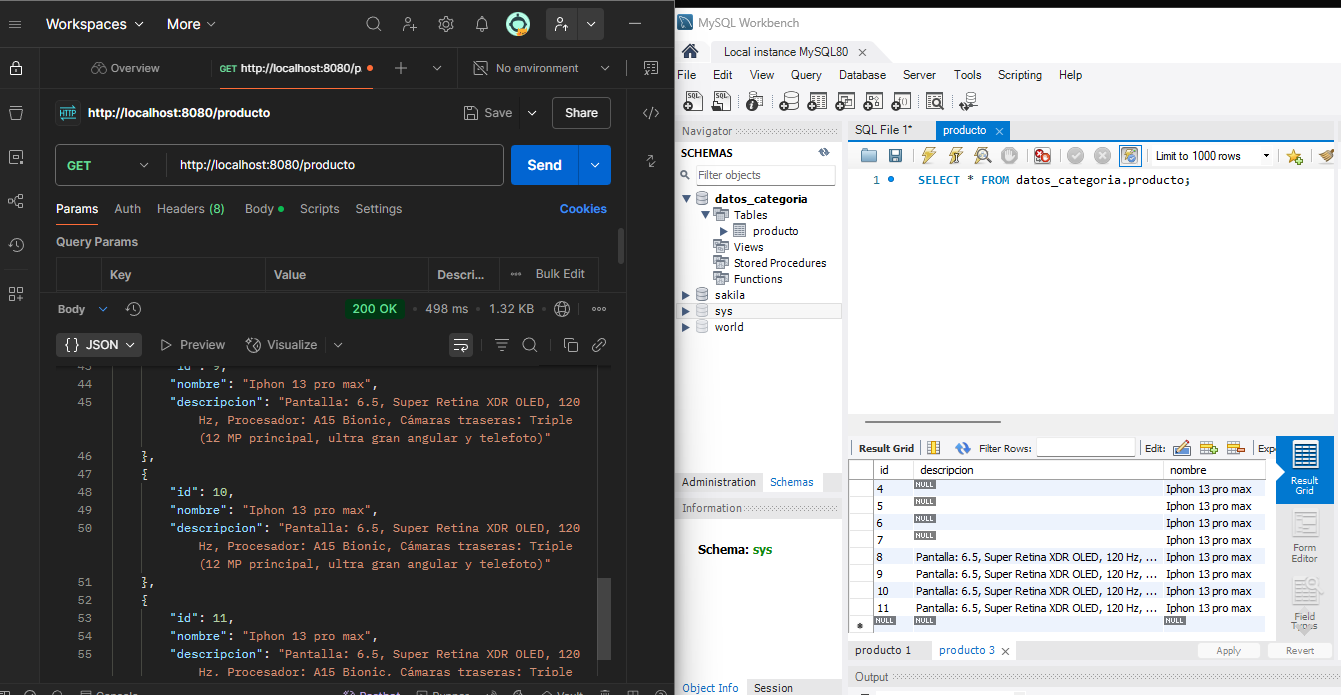 Workspaces
More
Overview
GET http://localhost:8080/p
No environment
HTTP
http://localhost:8080/producto
Save
Share
GET
http://localhost:8080/producto
Send
Params
Auth
Headers (8)
Body
Scripts
Settings
Cookies
Query Params
Key
Value
Descri...
Bulk Edit
Body
200 OK
498 ms
1.32 KB
{} JSON
Preview
Visualize
43 "id": 9,
44 "nombre": "Iphon 13 pro max",
45 "descripcion": "Pantalla: 6.5, Super Retina XDR OLED, 120
Hz, Procesador: A15 Bionic, Cámaras traseras: Triple
(12 MP principal, ultra gran angular y telefoto)"
46 },
47 {
48 "id": 10,
49 "nombre": "Iphon 13 pro max",
50 "descripcion": "Pantalla: 6.5, Super Retina XDR OLED, 120
Hz, Procesador: A15 Bionic, Cámaras traseras: Triple
(12 MP principal, ultra gran angular y telefoto)"
51 },
52 {
53 "id": 11,
54 "nombre": "Iphon 13 pro max",
55 "descripcion": "Pantalla: 6.5, Super Retina XDR OLED, 120
Hz, Procesador: A15 Bionic, Cámaras traseras: Triple
Console
Postbot
Runner
Vault
MySQL Workbench
Local instance MySQL80
File
Edit
View
Query
Database
Server
Tools
Scripting
Help
Navigator
SCHEMAS
Filter objects
datos_categoria
Tables
producto
Views
Stored Procedures
Functions
sakila
sys
world
Administration
Schemas
Information
Schema: sys
Object Info
Session
SQL File 1*
producto
Limit to 1000 rows
1 SELECT * FROM datos_categoria.producto;
Result Grid
Filter Rows:
Edit:
Exp
id descripcion nombre
4 NULL Iphon 13 pro max
5 NULL Iphon 13 pro max
6 NULL Iphon 13 pro max
7 NULL Iphon 13 pro max
8 Pantalla: 6.5, Super Retina XDR OLED, 120 Hz, ... Iphon 13 pro max
9 Pantalla: 6.5, Super Retina XDR OLED, 120 Hz, ... Iphon 13 pro max
10 Pantalla: 6.5, Super Retina XDR OLED, 120 Hz, ... Iphon 13 pro max
11 Pantalla: 6.5, Super Retina XDR OLED, 120 Hz, ... Iphon 13 pro max
* NULL NULL NULL
Result
Grid
Form
Editor
Field
Types
producto 1
producto 3
Apply
Revert
Output